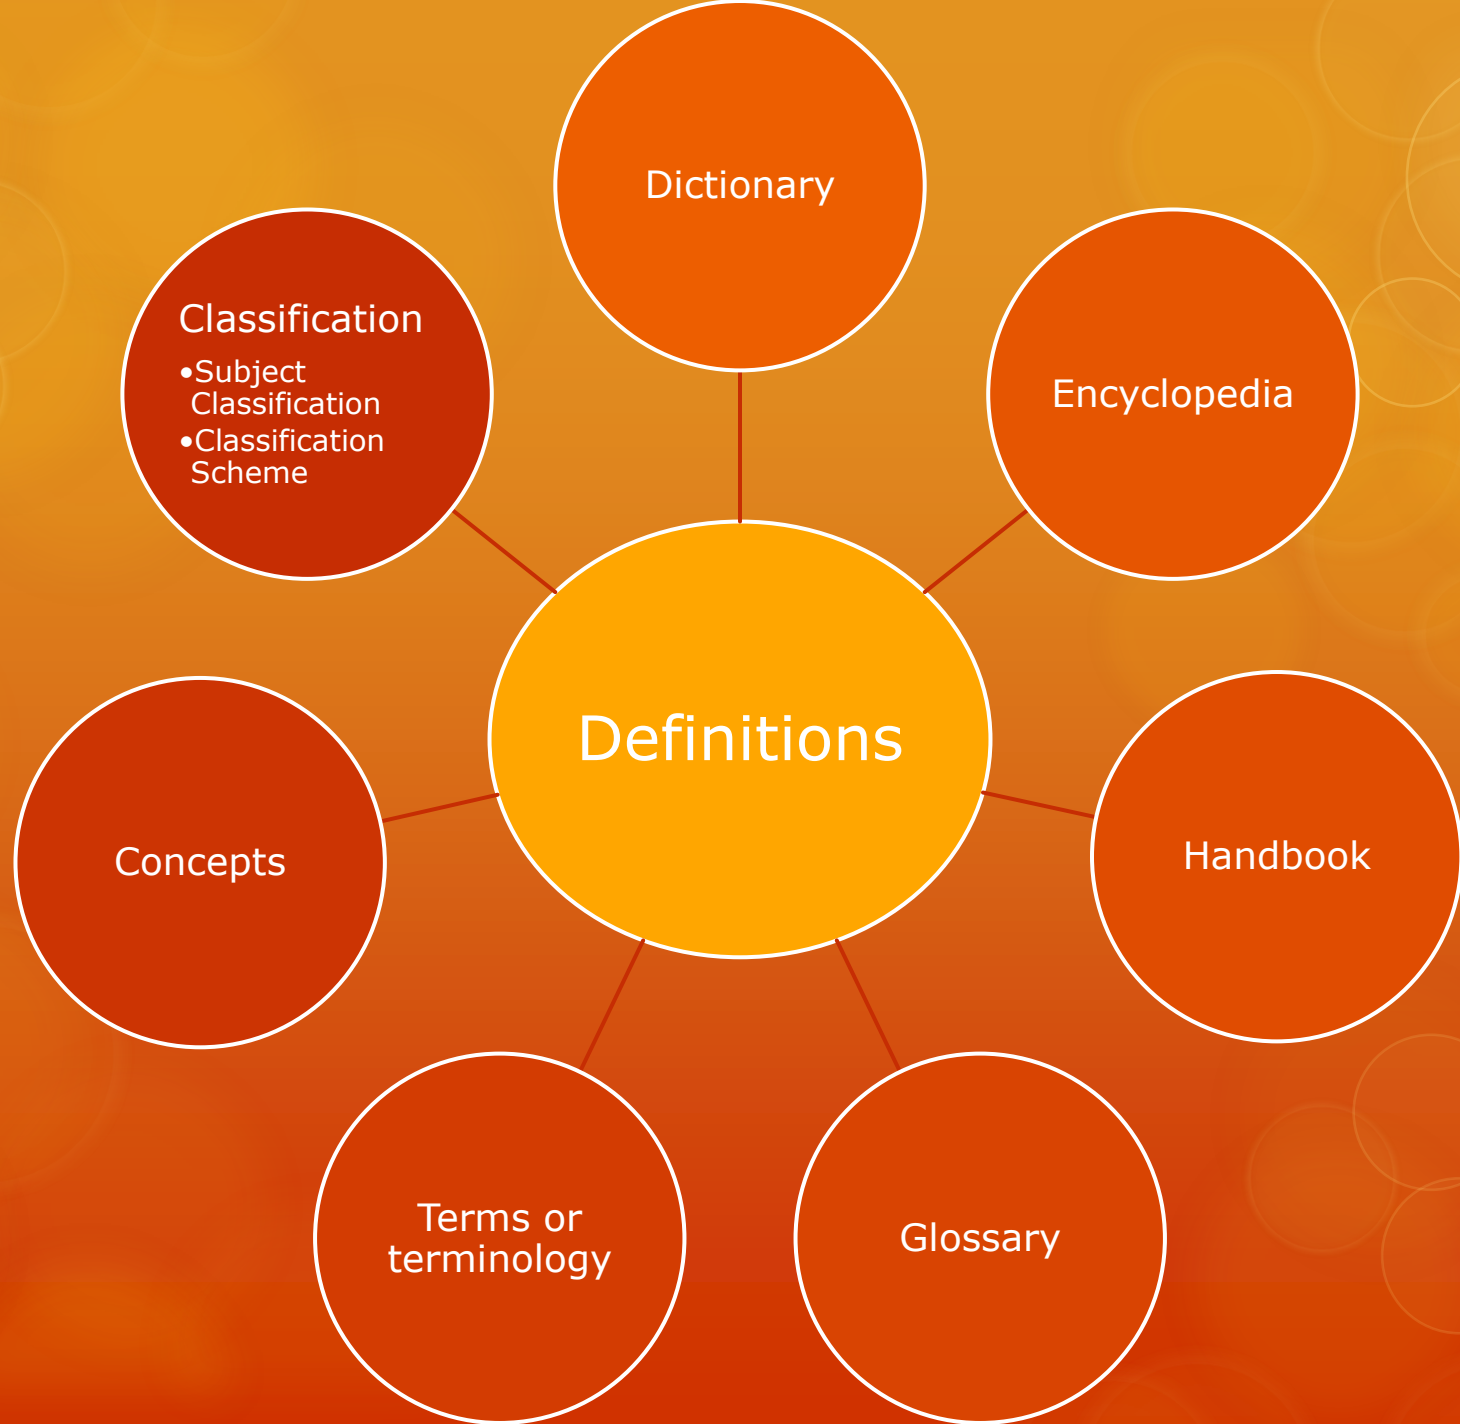 Dictionary
Encyclopedia
Handbook
Glossary
Terms or
terminology
Concepts
Classification
•Subject
Classification
•Classification
Scheme
Definitions